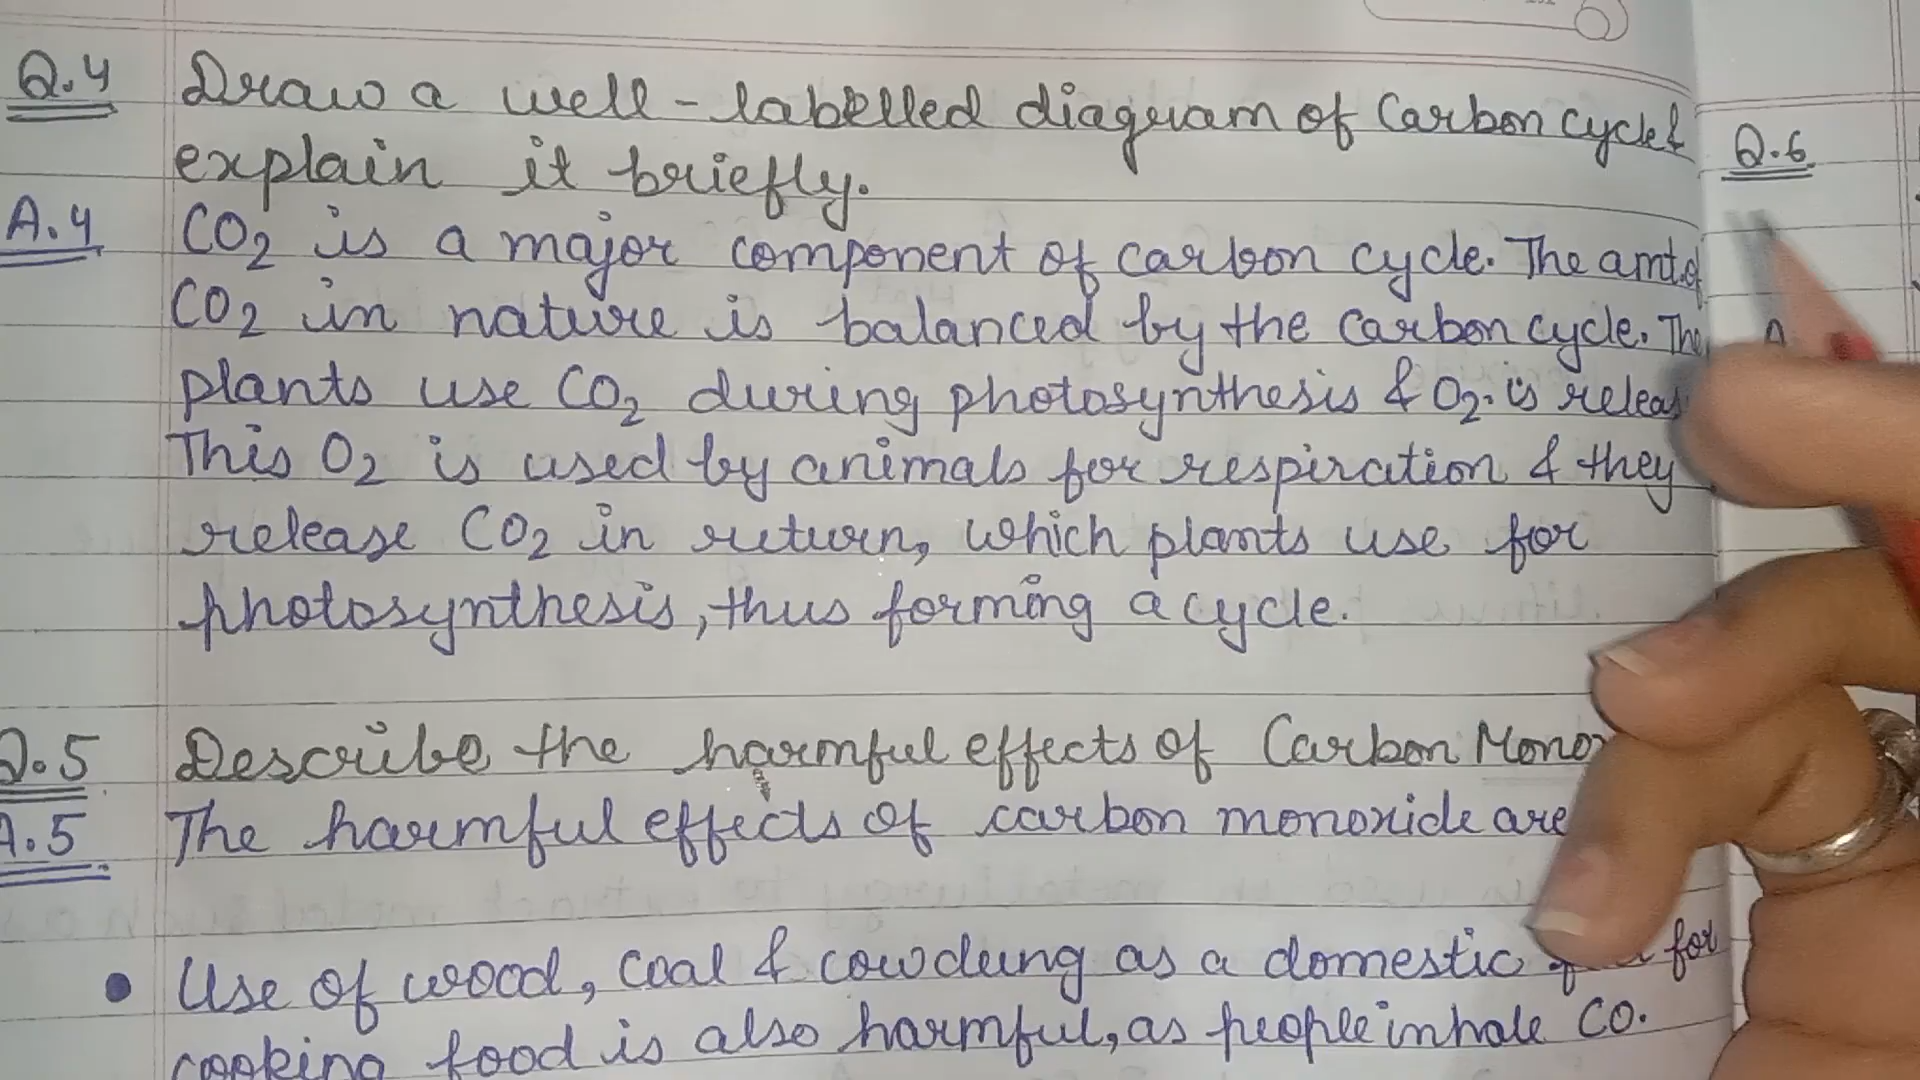 Q.4 Draw a well-labelled diagram of Carbon cycle &
explain it briefly.
A.4 CO2 is a major component of carbon cycle. The amt. of
CO2 in nature is balanced by the carbon cycle. The
plants use CO2 during photosynthesis & O2 is releas
This O2 is used by animals for respiration & they
release CO2 in return, which plants use for
photosynthesis, thus forming a cycle.
Q.5 Describe the harmful effects of Carbon Mono
A.5 The harmful effects of carbon monoxide are
• Use of wood, coal & cowdung as a domestic for
cooking food is also harmful, as people inhale CO.
Q.6
A